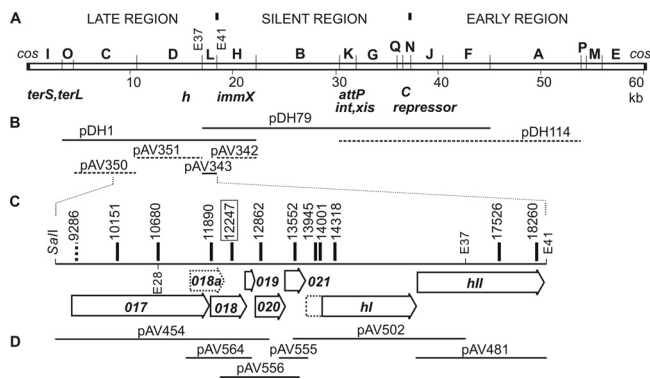 A LATE REGION SILENT REGION EARLY REGION
cos I O C D E37 L E41 H B K G Q N J F A P M E cos
10 20 30 40 50 60
terS,terL h immX attP C kb
int,xis repressor
B pDH79
pDH1 pDH114
pAV351 pAV342
pAV350 pAV343
C SalI 9286 10151 10680 11890 12247 12862 13552 13945 14001 14318 E37 17526 18260 E41
E28 018a 019 021 hII
017 018 020 hI
pAV454 pAV502
D pAV564 pAV555 pAV481
pAV556